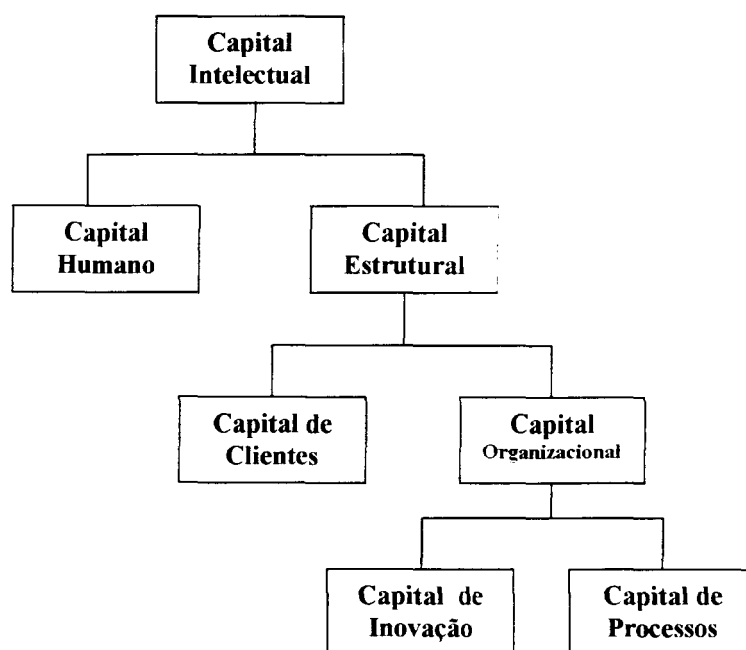 Capital
Intelectual
Capital
Humano
Capital
Estrutural
Capital de
Clientes
Capital
Organizacional
Capital de
Inovação
Capital de
Processos